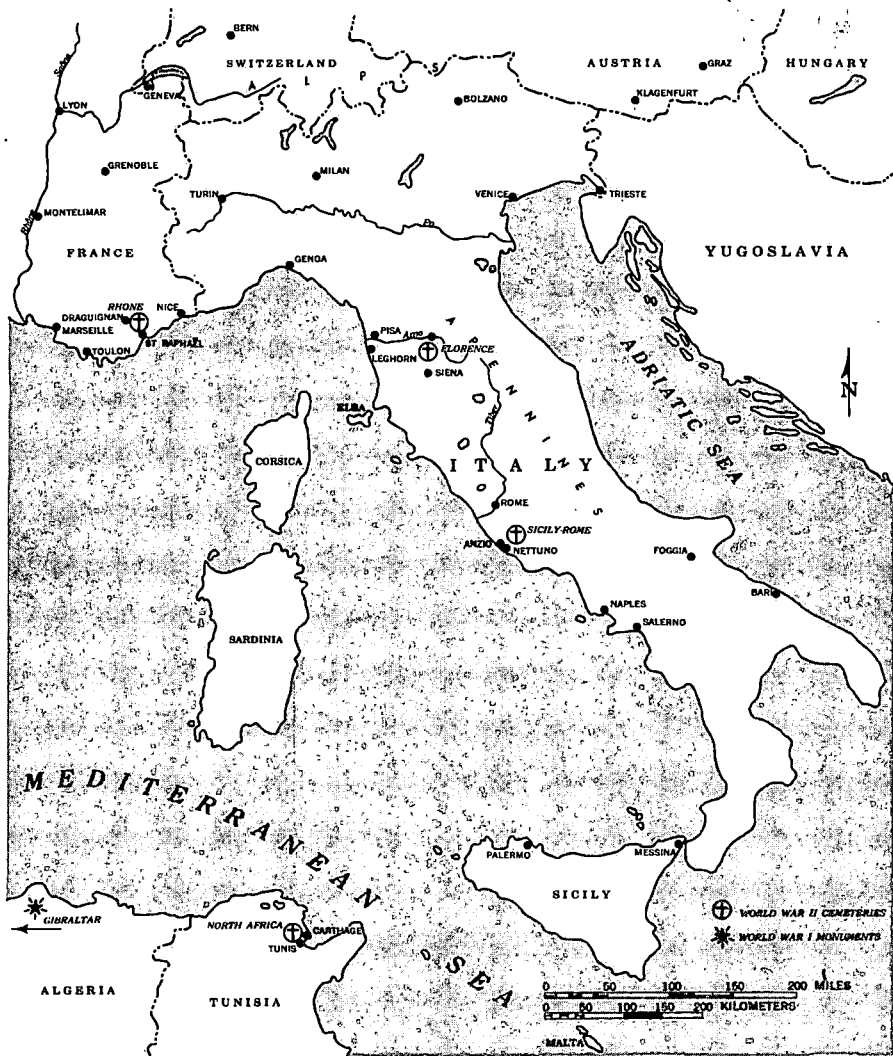 BERN
SWITZERLAND
AUSTRIA
GRAZ
HUNGARY
A L P S
GENEVA
BOLZANO
KLAGENFURT
LYON
GRENOBLE
MILAN
TURIN
VENICE
TRIESTE
Rhône
MONTELIMAR
Po
YUGOSLAVIA
FRANCE
GENOA
RHONE
NICE
DRAGUIGNAN
MARSEILLE
ST. RAPHAËL
TOULON
PISA
Arno
FLORENCE
LEGHORN
SIENA
APENNINES
ADRIATIC SEA
N
ELBA
Tiber
CORSICA
ITALY
ROME
SICILY-ROME
ANZIO
NETTUNO
FOGGIA
BARI
NAPLES
SALERNO
SARDINIA
MEDITERRANEAN SEA
PALERMO
MESSINA
SICILY
GIBRALTAR
NORTH AFRICA
CARTHAGE
TUNIS
WORLD WAR II CEMETERIES
WORLD WAR I MONUMENTS
ALGERIA
TUNISIA
0 50 100 150 200 MILES
0 50 100 150 200 KILOMETERS
MALTA